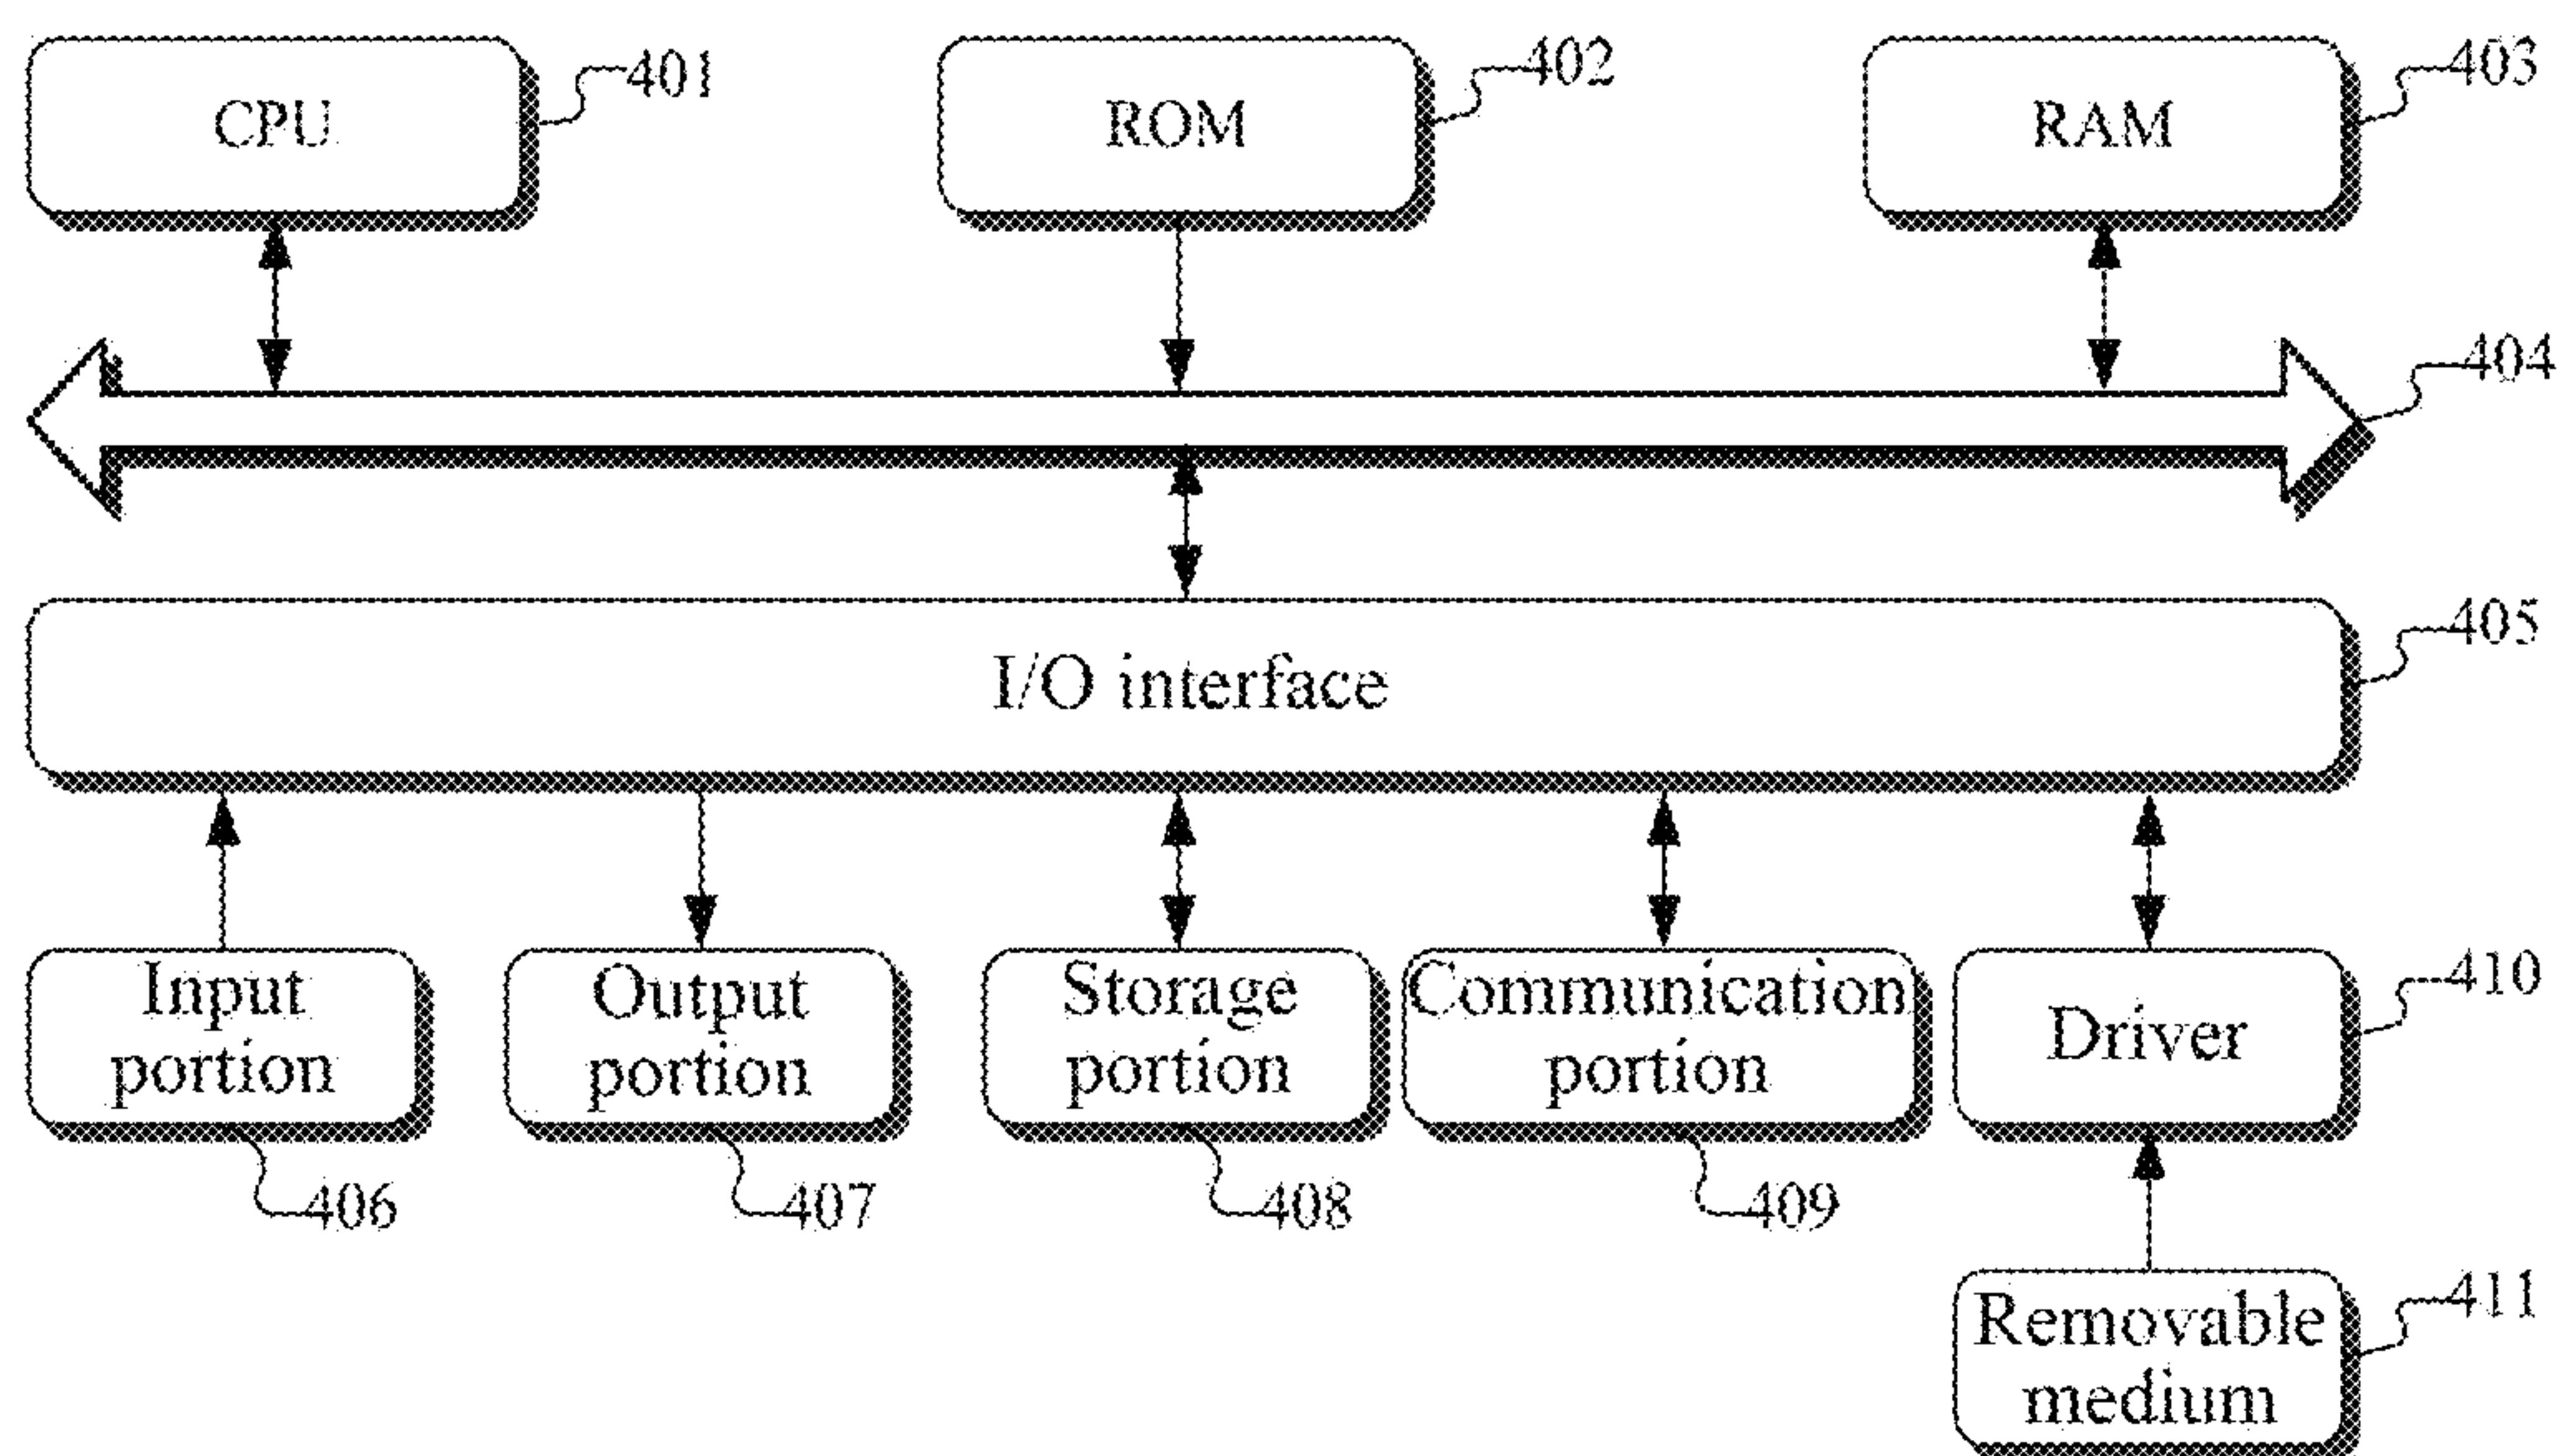 CPU
401
ROM
402
RAM
403
404
I/O interface
405
Input
portion
406
Output
portion
407
Storage
portion
408
Communication
portion
409
Driver
410
Removable
medium
411